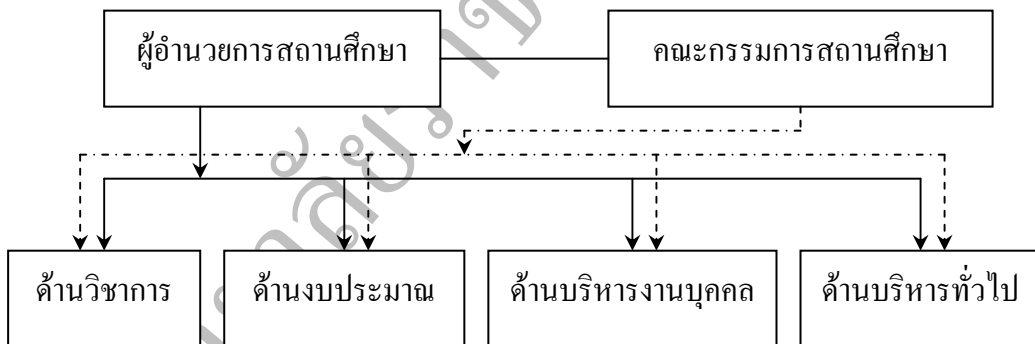 ผู้อำนวยการสถานศึกษา
คณะกรรมการสถานศึกษา
ด้านวิชาการ
ด้านงบประมาณ
ด้านบริหารงานบุคคล
ด้านบริหารทั่วไป